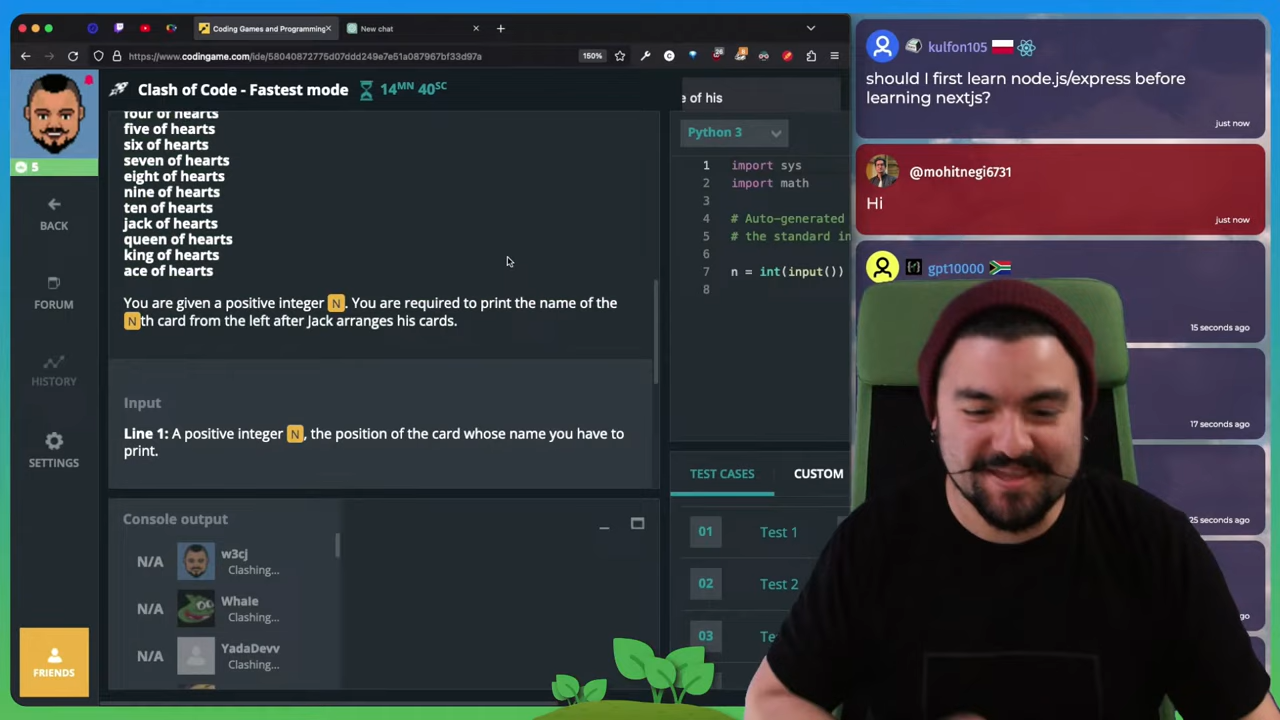 Coding Games and Programming
New chat
https://www.codingame.com/ide/58040872775d07ddd249e7e51a087967bf33d97a
150%
Clash of Code - Fastest mode
14MN 40SC
e of his
5
BACK
FORUM
HISTORY
SETTINGS
FRIENDS
four of hearts
five of hearts
six of hearts
seven of hearts
eight of hearts
nine of hearts
ten of hearts
jack of hearts
queen of hearts
king of hearts
ace of hearts
You are given a positive integer N. You are required to print the name of the
Nth card from the left after Jack arranges his cards.
Input
Line 1: A positive integer N, the position of the card whose name you have to
print.
Console output
N/A
w3cj
Clashing...
N/A
Whale
Clashing...
N/A
YadaDevv
Clashing...
Python 3
1 import sys
2 import math
3
4 # Auto-generated
5 # the standard in
6
7 n = int(input())
8
TEST CASES
CUSTOM
01 Test 1
02 Test 2
03
kulfon105
should I first learn node.js/express before
learning nextjs?
just now
@mohitnegi6731
Hi
just now
gpt10000
15 seconds ago
17 seconds ago
25 seconds ago